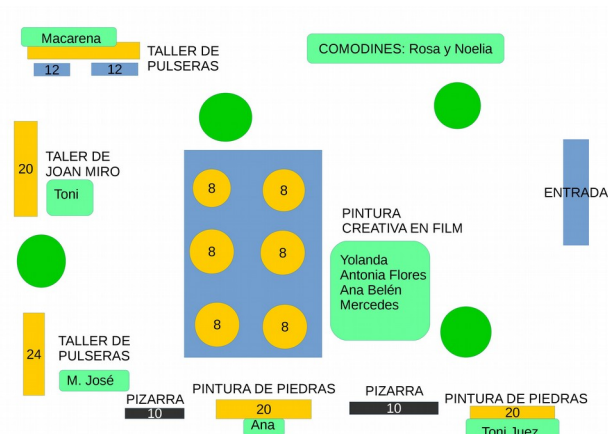 Macarena
TALLER DE
PULSERAS
12
12
COMODINES: Rosa y Noelia
20
TALER DE
JOAN MIRO
Toni
8
8
8
8
8
8
ENTRADA
PINTURA
CREATIVA EN FILM
Yolanda
Antonia Flores
Ana Belén
Mercedes
24
TALLER DE
PULSERAS
M. José
PIZARRA
10
PINTURA DE PIEDRAS
20
Ana
PIZARRA
10
PINTURA DE PIEDRAS
20
Toni Juez